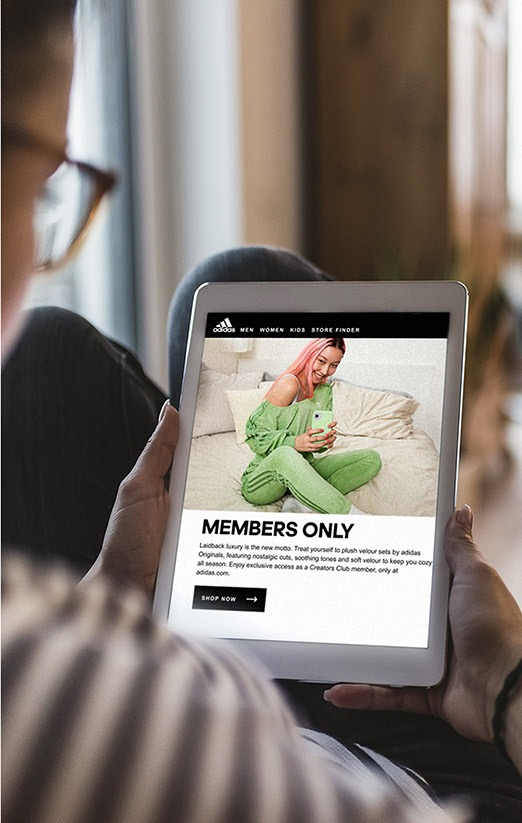 adidas MEN WOMEN KIDS STORE FINDER
MEMBERS ONLY
Laidback luxury is the new motto. Treat yourself to plush velour sets by adidas
Originals, featuring nostalgic cuts, soothing tones and soft velour to keep you cozy
all season. Enjoy exclusive access as a Creators Club member, only at
adidas.com.
SHOP NOW